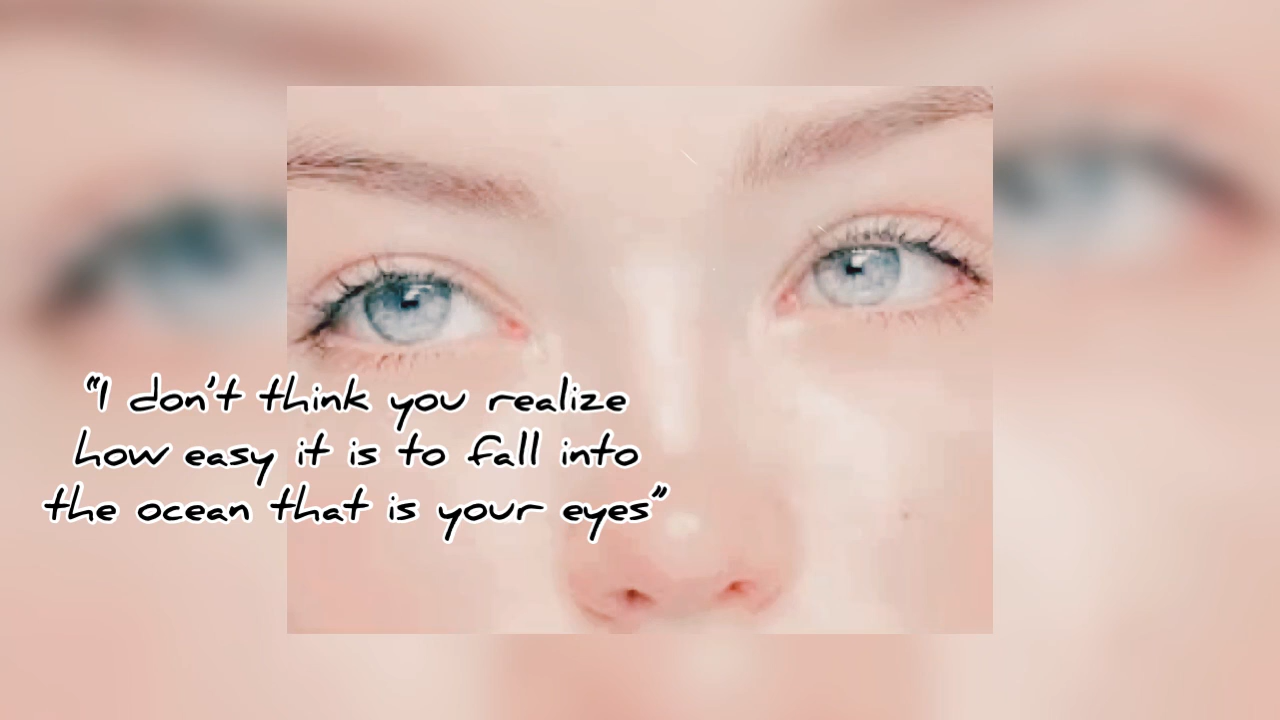 "I don't think you realize
how easy it is to fall into
the ocean that is your eyes"